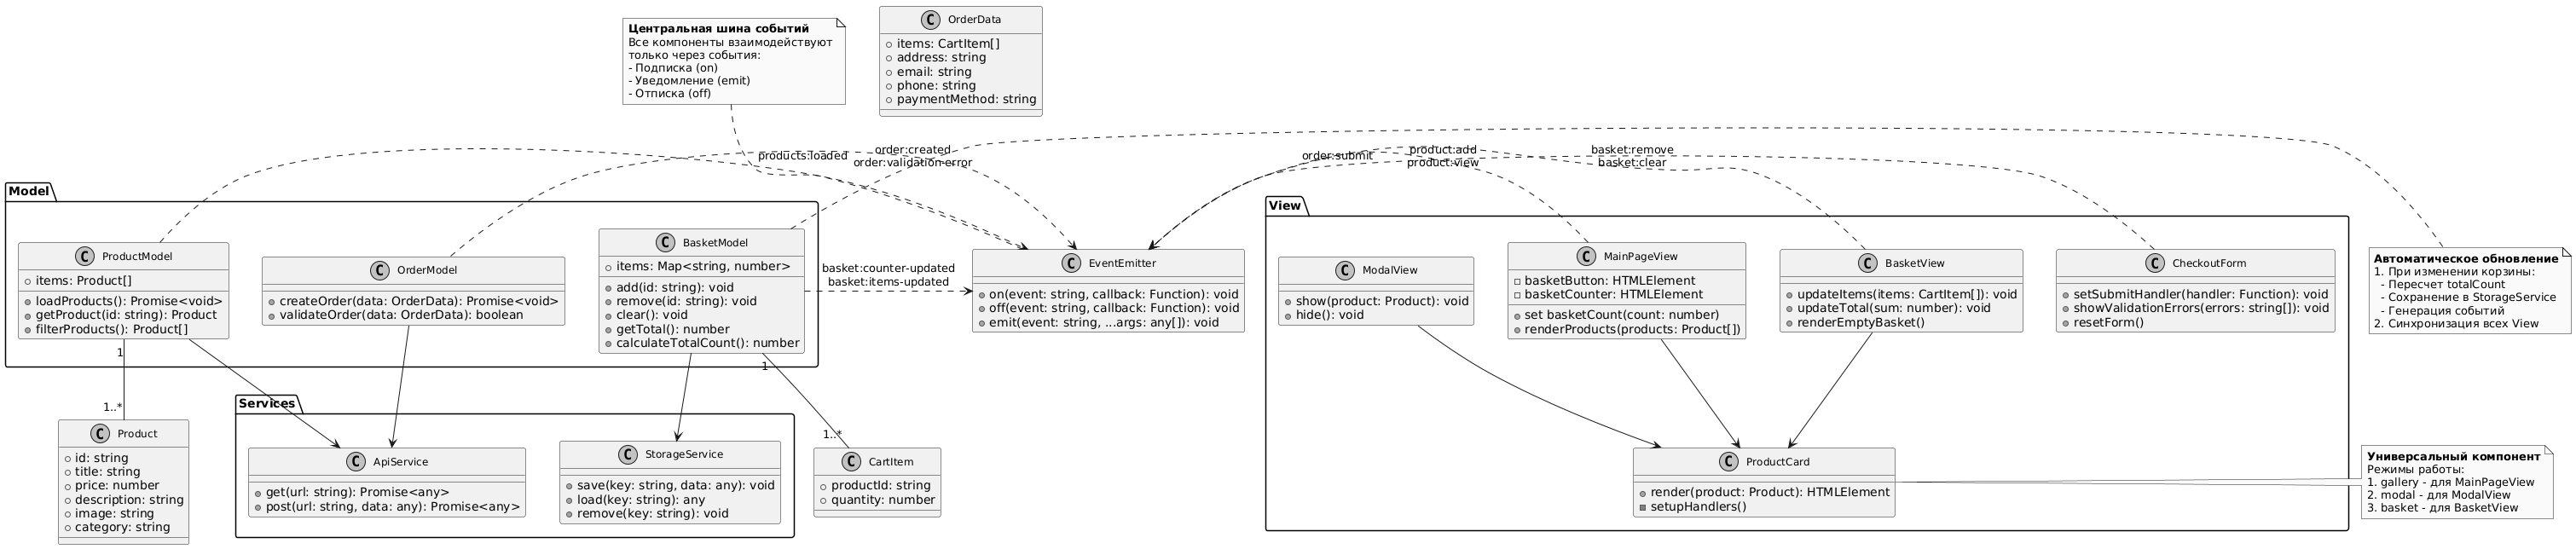 Центральная шина событий
Все компоненты взаимодействуют
только через события:
- Подписка (on)
- Уведомление (emit)
- Отписка (off)
C OrderData
items: CartItem[]
address: string
email: string
phone: string
paymentMethod: string
products:loaded
order:created
order:validation-error
order:submit
product:add
product:view
basket:remove
basket:clear
Model
C ProductModel
items: Product[]
loadProducts(): Promise<void>
getProduct(id: string): Product
filterProducts(): Product[]
C OrderModel
createOrder(data: OrderData): Promise<void>
validateOrder(data: OrderData): boolean
C BasketModel
items: Map<string, number>
add(id: string): void
remove(id: string): void
clear(): void
getTotal(): number
calculateTotalCount(): number
basket:counter-updated
basket:items-updated
C EventEmitter
on(event: string, callback: Function): void
off(event: string, callback: Function): void
emit(event: string, ...args: any[]): void
View
C ModalView
show(product: Product): void
hide(): void
C MainPageView
basketButton: HTMLElement
basketCounter: HTMLElement
set basketCount(count: number)
renderProducts(products: Product[])
C BasketView
updateItems(items: CartItem[]): void
updateTotal(sum: number): void
renderEmptyBasket()
C CheckoutForm
setSubmitHandler(handler: Function): void
showValidationErrors(errors: string[]): void
resetForm()
Автоматическое обновление
1. При изменении корзины:
- Пересчет totalCount
- Сохранение в StorageService
- Генерация событий
2. Синхронизация всех View
1
1..*
1
1..*
C Product
id: string
title: string
price: number
description: string
image: string
category: string
Services
C ApiService
get(url: string): Promise<any>
post(url: string, data: any): Promise<any>
C StorageService
save(key: string, data: any): void
load(key: string): any
remove(key: string): void
C CartItem
productId: string
quantity: number
C ProductCard
render(product: Product): HTMLElement
setupHandlers()
Универсальный компонент
Режимы работы:
1. gallery - для MainPageView
2. modal - для ModalView
3. basket - для BasketView